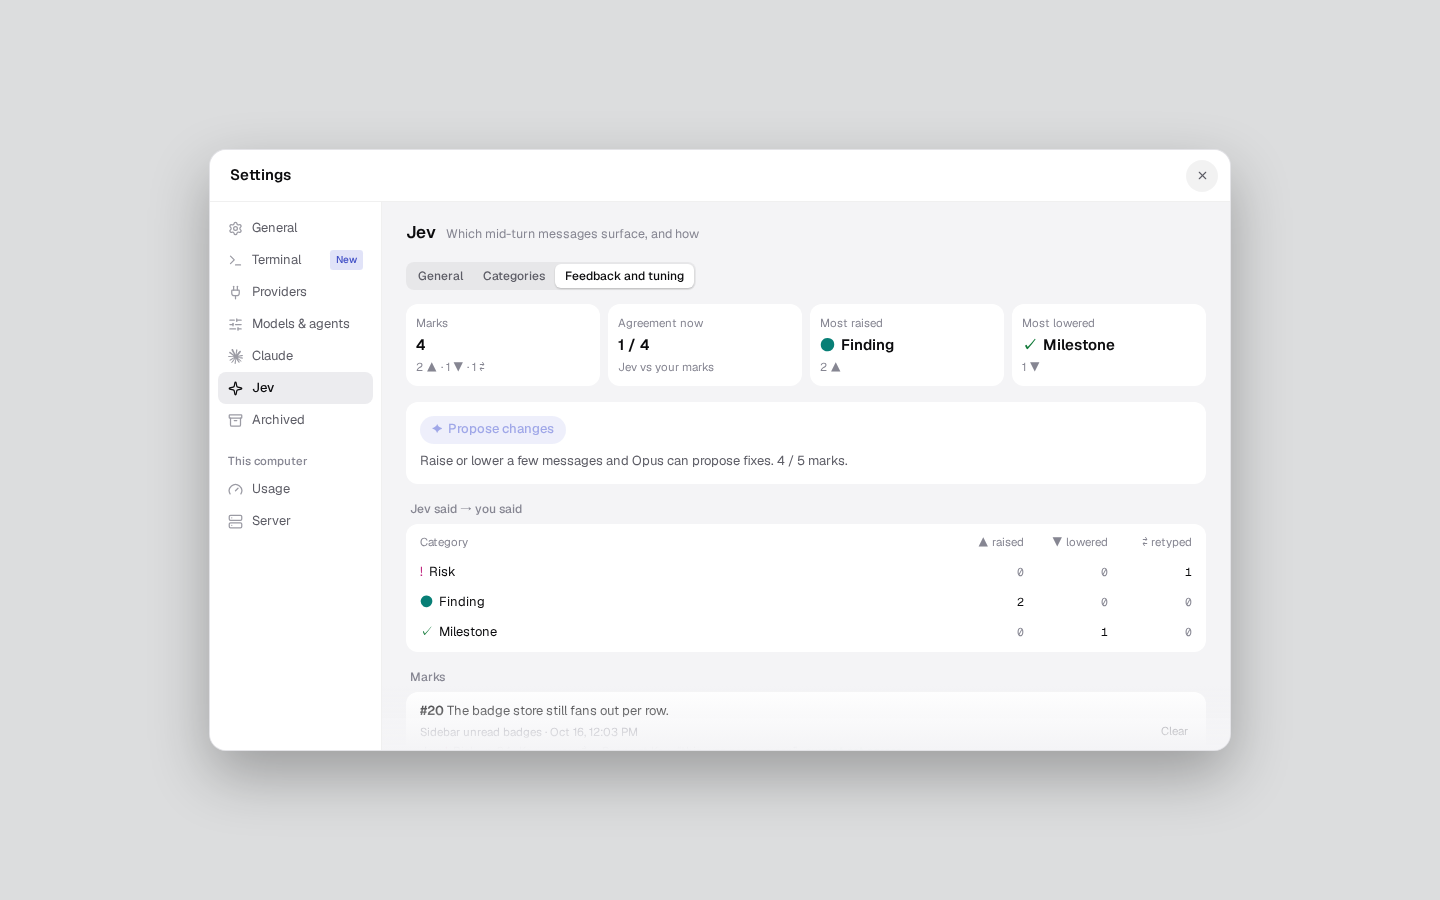 Settings
General
Terminal New
Providers
Models & agents
Claude
Jev
Archived
This computer
Usage
Server
Jev Which mid-turn messages surface, and how
General Categories Feedback and tuning
Marks
4
2 ▲ · 1 ▼ · 1 ⇄
Agreement now
1 / 4
Jev vs your marks
Most raised
Finding
2 ▲
Most lowered
✓ Milestone
1 ▼
✦ Propose changes
Raise or lower a few messages and Opus can propose fixes. 4 / 5 marks.
Jev said → you said
Category ▲ raised ▼ lowered ⇄ retyped
! Risk 0 0 1
Finding 2 0 0
✓ Milestone 0 1 0
Marks
#20 The badge store still fans out per row.
Sidebar unread badges · Oct 16, 12:03 PM Clear